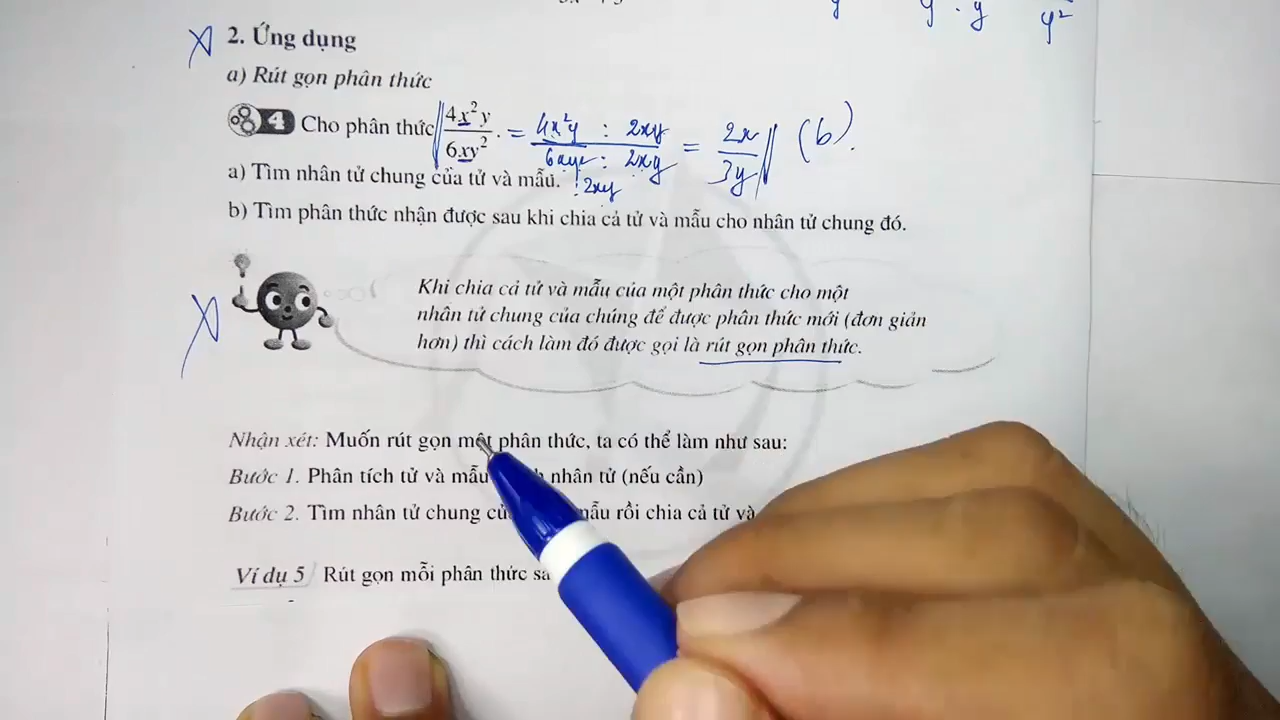 y y . y y²
2. Ứng dụng
a) Rút gọn phân thức
4 Cho phân thức 4x²y / 6xy² . = 4x²y : 2xy / : 2xy = 2x / 3y (b).
a) Tìm nhân tử chung của tử và mẫu. : 2xy
b) Tìm phân thức nhận được sau khi chia cả tử và mẫu cho nhân tử chung đó.
Khi chia cả tử và mẫu của một phân thức cho một
nhân tử chung của chúng để được phân thức mới (đơn giản
hơn) thì cách làm đó được gọi là rút gọn phân thức.
Nhận xét: Muốn rút gọn một phân thức, ta có thể làm như sau:
Bước 1. Phân tích tử và mẫu nhân tử (nếu cần)
Bước 2. Tìm nhân tử chung mẫu rồi chia cả tử và
Ví dụ 5 Rút gọn mỗi phân thức